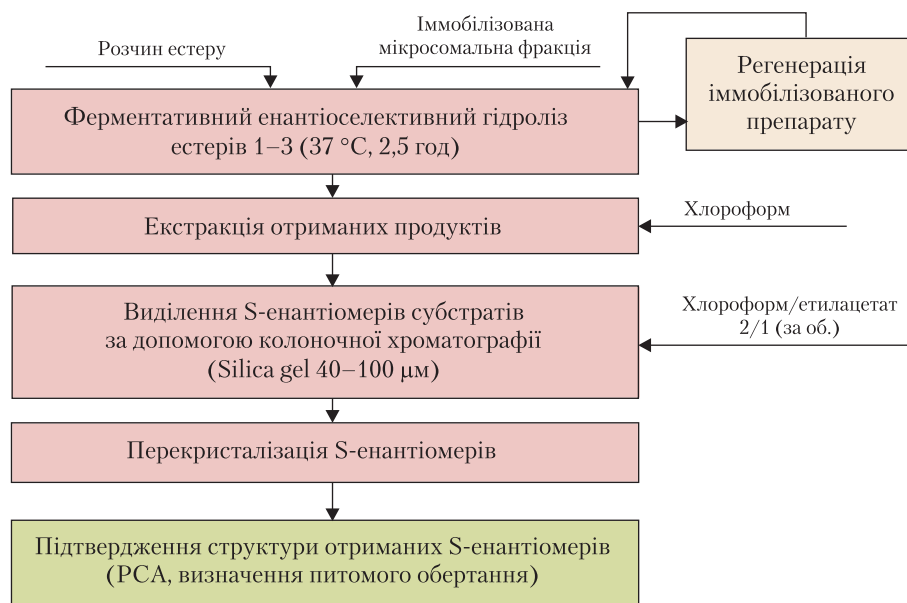 Розчин естеру
Іммобілізована
мікросомальна фракція
Регенерація
іммобілізованого
препарату
Ферментативний енантіоселективний гідроліз
естерів 1–3 (37 °C, 2,5 год)
Екстракція отриманих продуктів
Хлороформ
Виділення S-енантіомерів субстратів
за допомогою колоночної хроматографії
(Silica gel 40–100 μм)
Хлороформ/етилацетат
2/1 (за об.)
Перекристалізація S-енантіомерів
Підтвердження структури отриманих S-енантіомерів
(РСА, визначення питомого обертання)